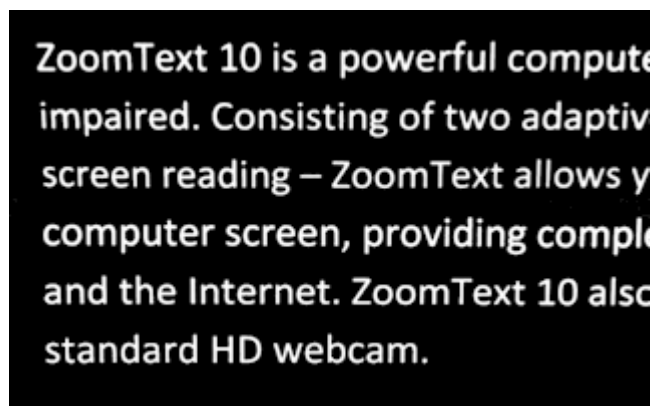 ZoomText 10 is a powerful compute
impaired. Consisting of two adaptiv
screen reading – ZoomText allows y
computer screen, providing comple
and the Internet. ZoomText 10 also
standard HD webcam.